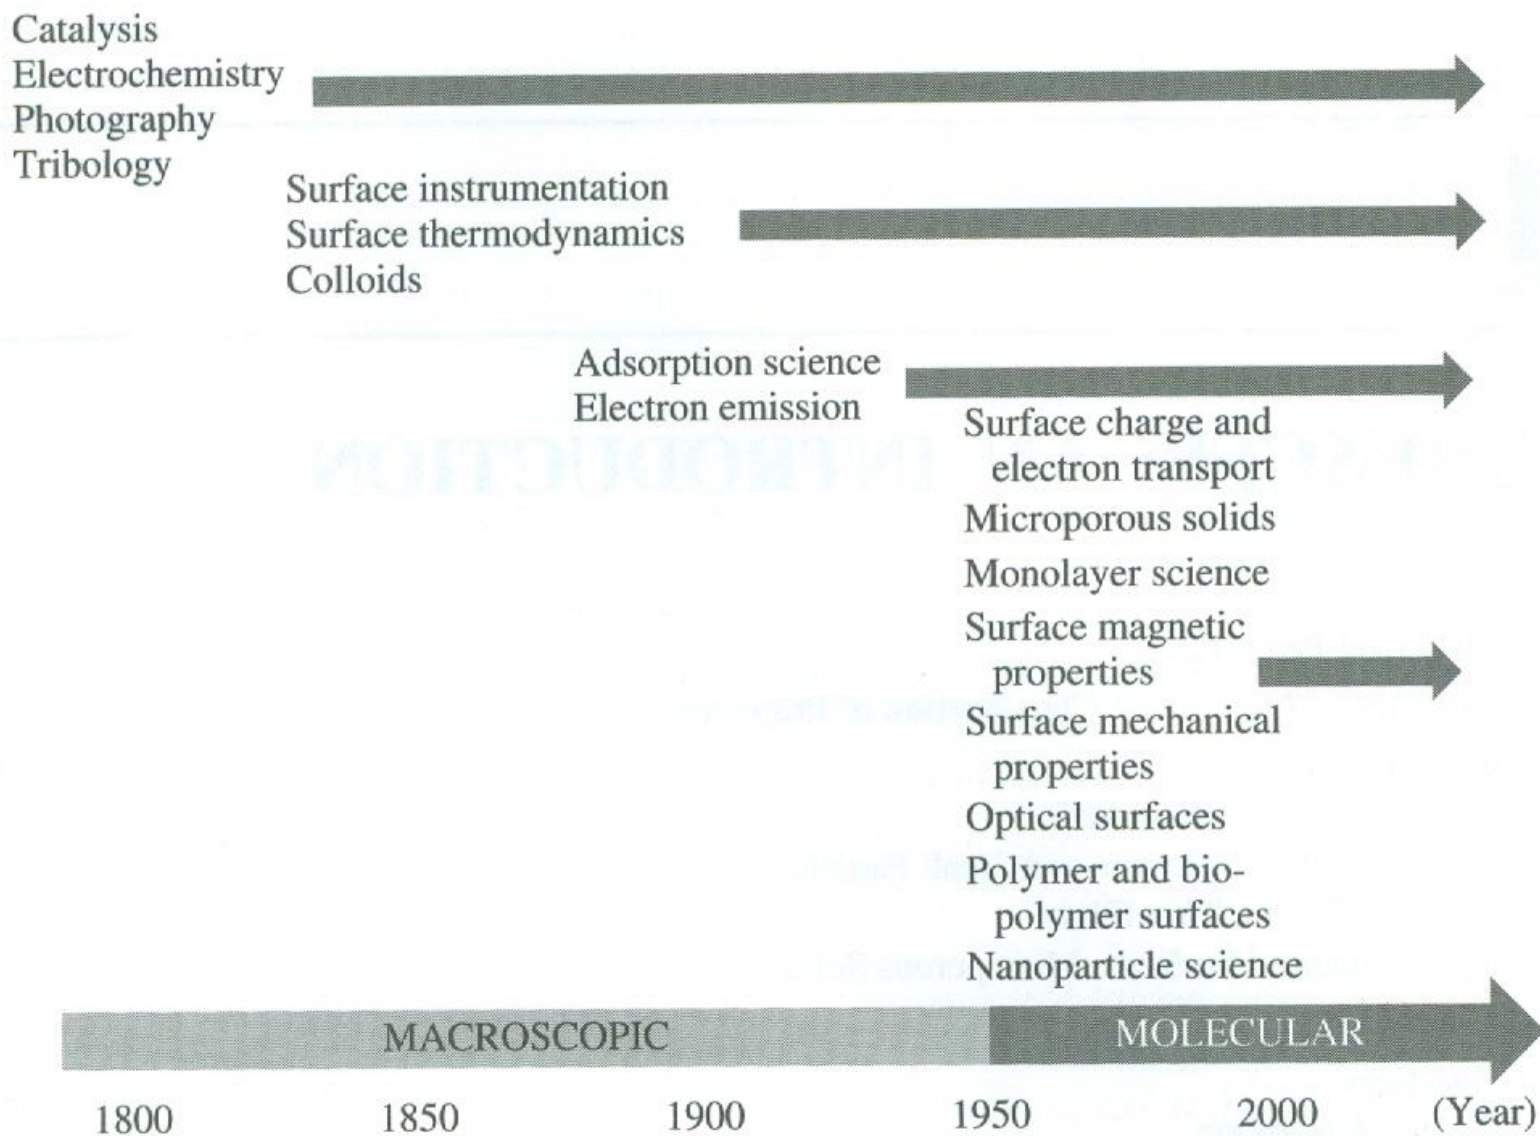 Catalysis
Electrochemistry
Photography
Tribology
Surface instrumentation
Surface thermodynamics
Colloids
Adsorption science
Electron emission
Surface charge and
electron transport
Microporous solids
Monolayer science
Surface magnetic
properties
Surface mechanical
properties
Optical surfaces
Polymer and bio-
polymer surfaces
Nanoparticle science
MACROSCOPIC MOLECULAR
1800 1850 1900 1950 2000 (Year)